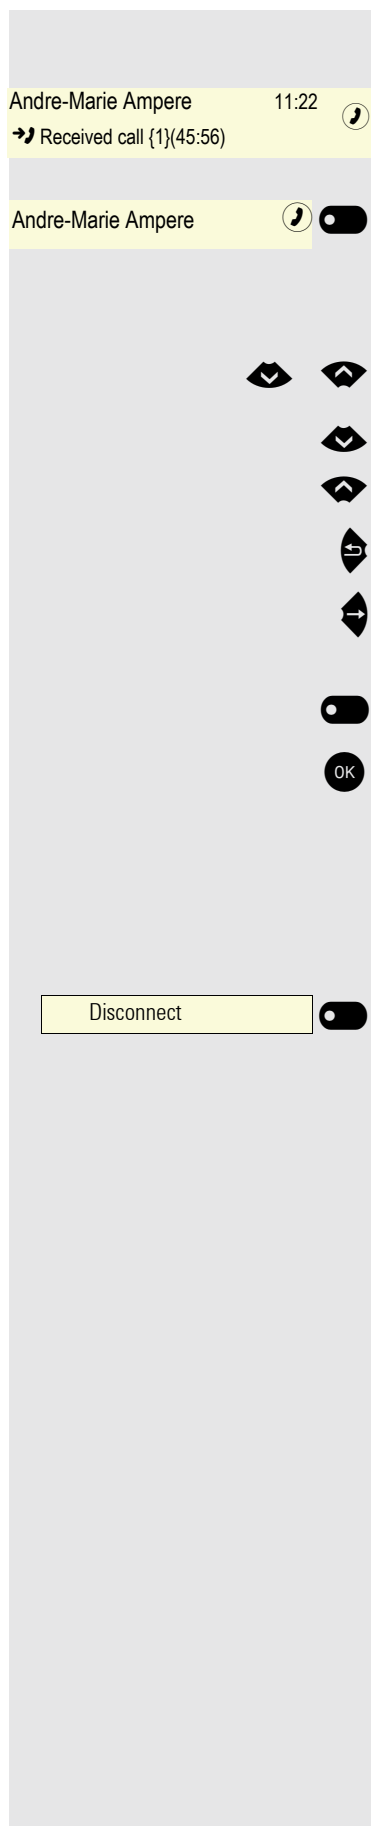 Andre-Marie Ampere 11:22
Received call {1}(45:56)
Andre-Marie Ampere
OK
Disconnect